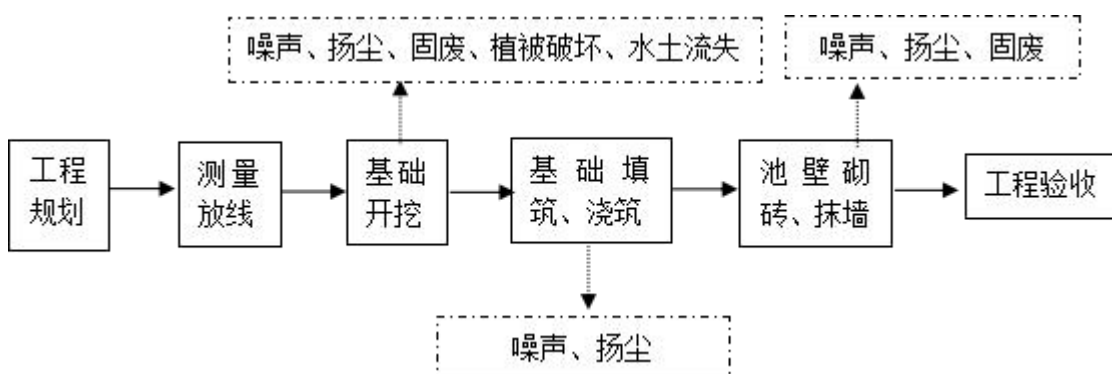 噪声、扬尘、固废、植被破坏、水土流失
噪声、扬尘、固废
工程
规划
测量
放线
基础
开挖
基础填
筑、浇筑
池壁砌
砖、抹墙
工程验收
噪声、扬尘